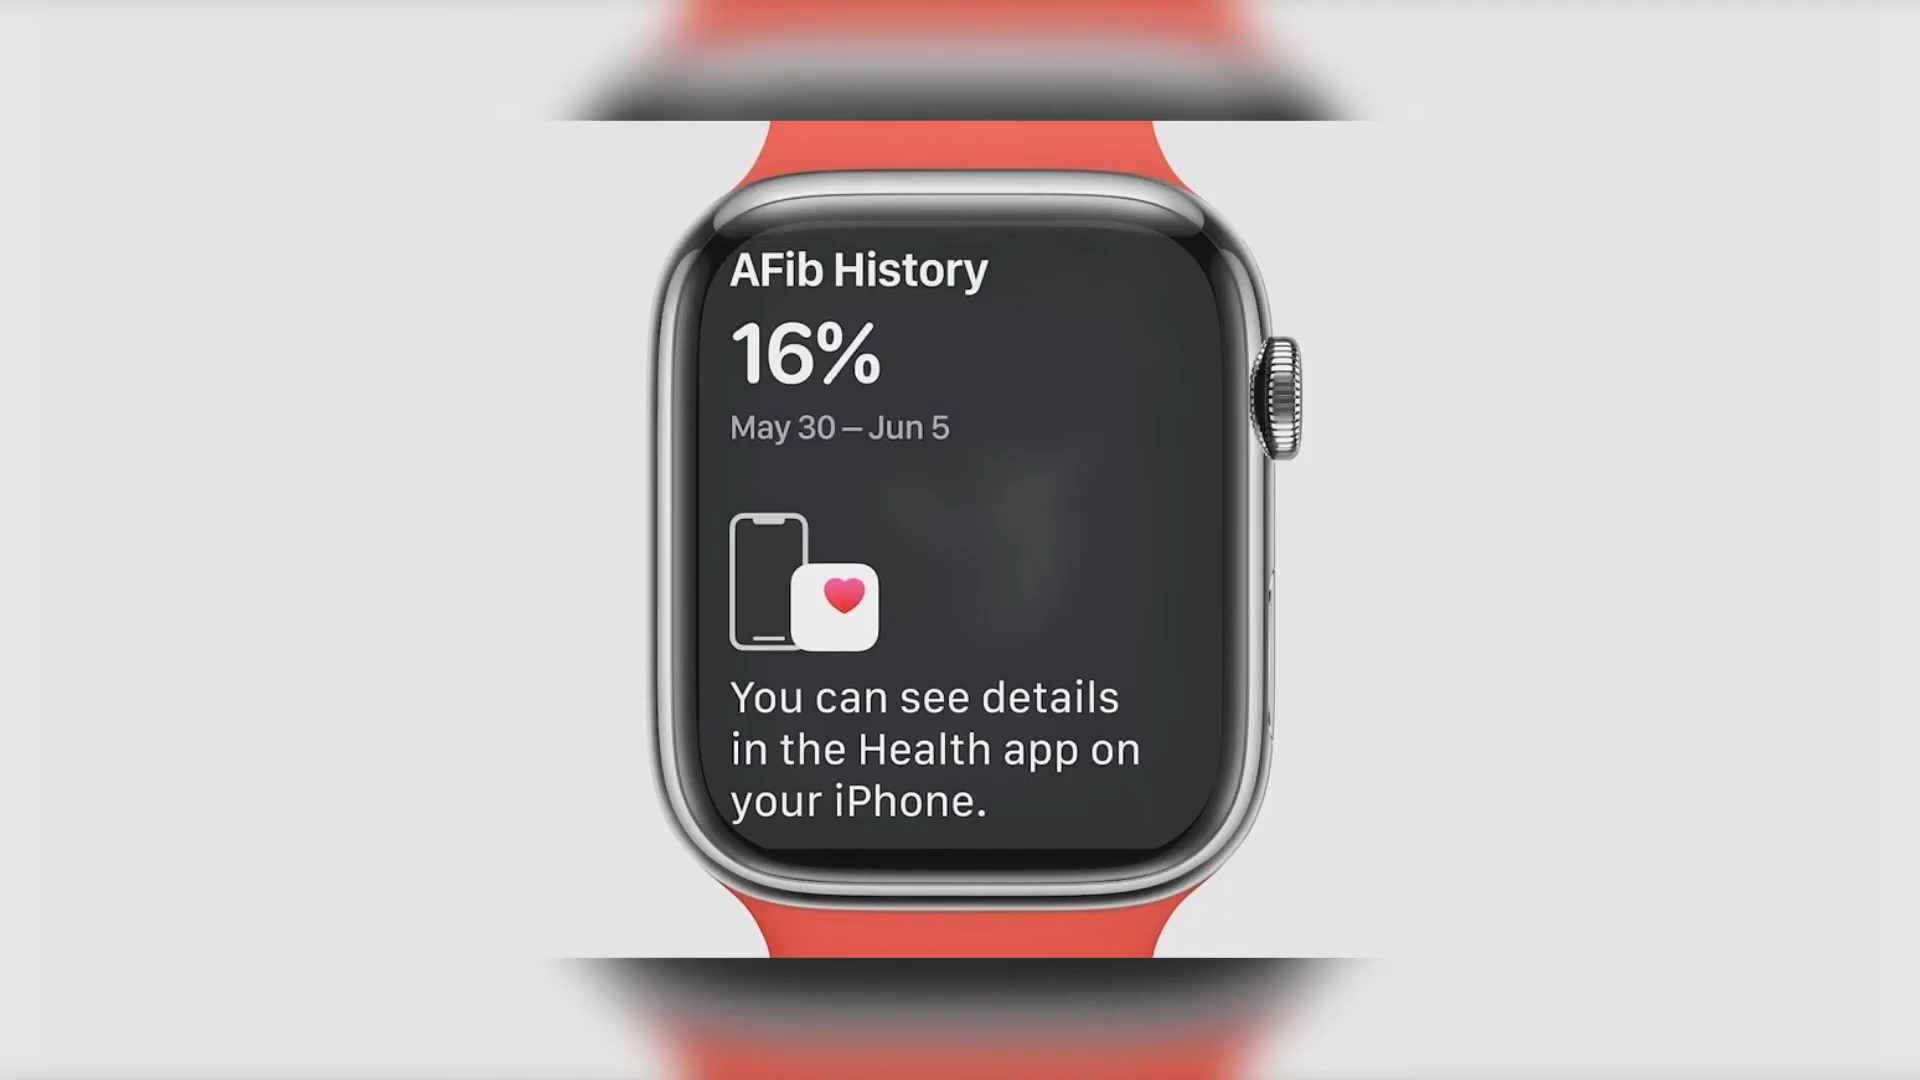 AFib History
16%
May 30 – Jun 5
You can see details
in the Health app on
your iPhone.